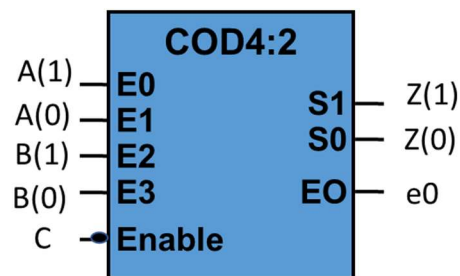 COD4:2
A(1) E0
A(0) E1 S1 Z(1)
B(1) E2 S0 Z(0)
B(0) E3 EO e0
C Enable